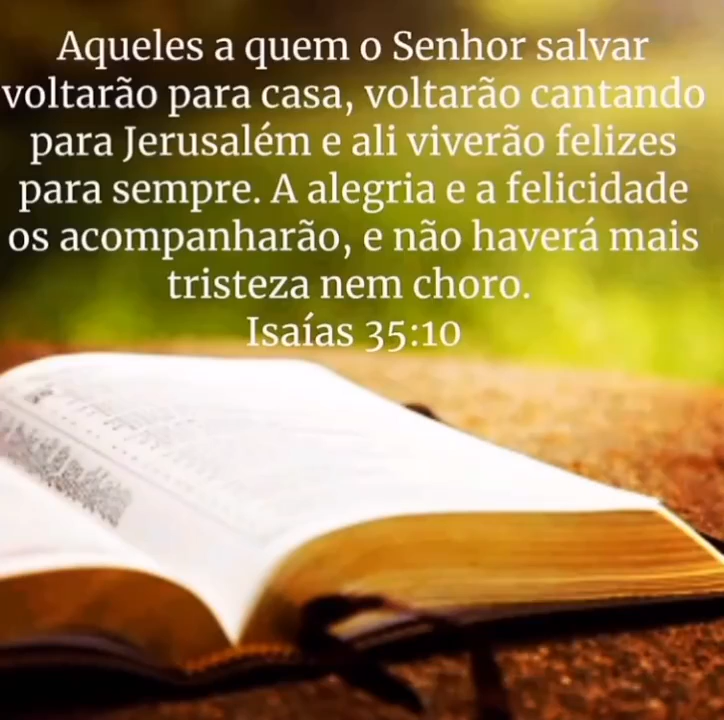 Aqueles a quem o Senhor salvar
voltarão para casa, voltarão cantando
para Jerusalém e ali viverão felizes
para sempre. A alegria e a felicidade
os acompanharão, e não haverá mais
tristeza nem choro.
Isaías 35:10